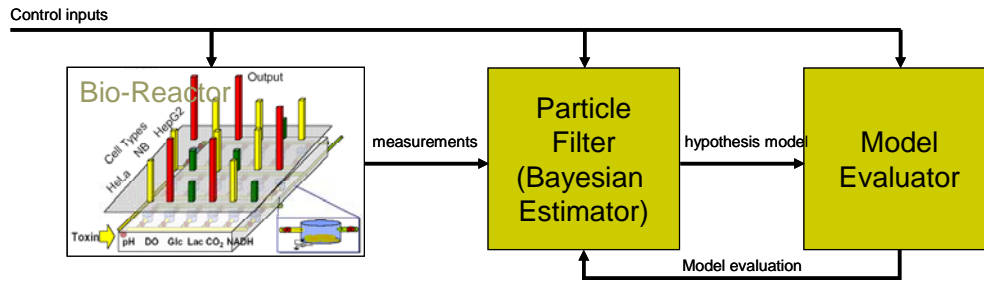 Control inputs
Bio-Reactor
Output
Cell Types
HepG2
NB
HeLa
Toxin
pH DO Glc Lac CO₂ NADH
measurements
Particle
Filter
(Bayesian
Estimator)
hypothesis model
Model
Evaluator
Model evaluation